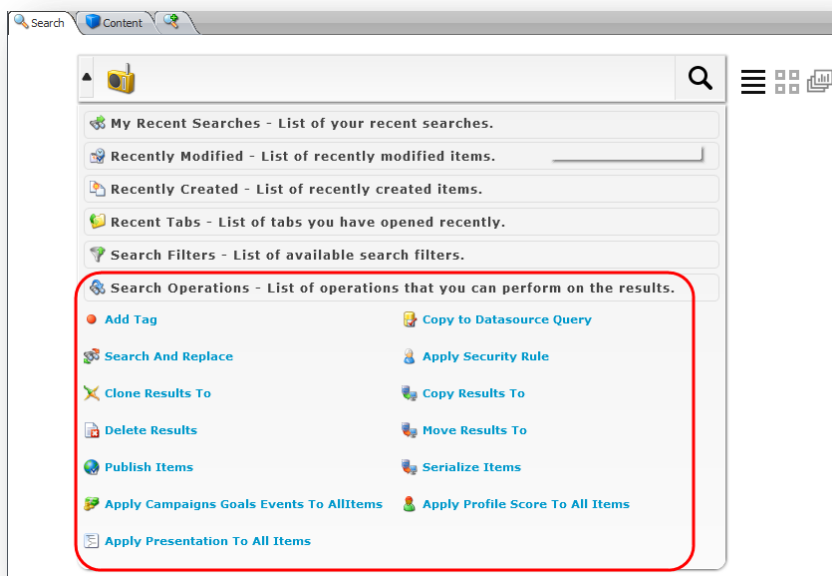 Search Content
My Recent Searches - List of your recent searches.
Recently Modified - List of recently modified items.
Recently Created - List of recently created items.
Recent Tabs - List of tabs you have opened recently.
Search Filters - List of available search filters.
Search Operations - List of operations that you can perform on the results.
Add Tag Copy to Datasource Query
Search And Replace Apply Security Rule
Clone Results To Copy Results To
Delete Results Move Results To
Publish Items Serialize Items
Apply Campaigns Goals Events To AllItems Apply Profile Score To All Items
Apply Presentation To All Items